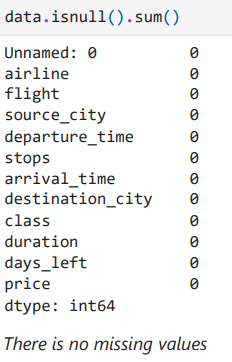 data.isnull().sum()
Unnamed: 0 0
airline 0
flight 0
source_city 0
departure_time 0
stops 0
arrival_time 0
destination_city 0
class 0
duration 0
days_left 0
price 0
dtype: int64
There is no missing values